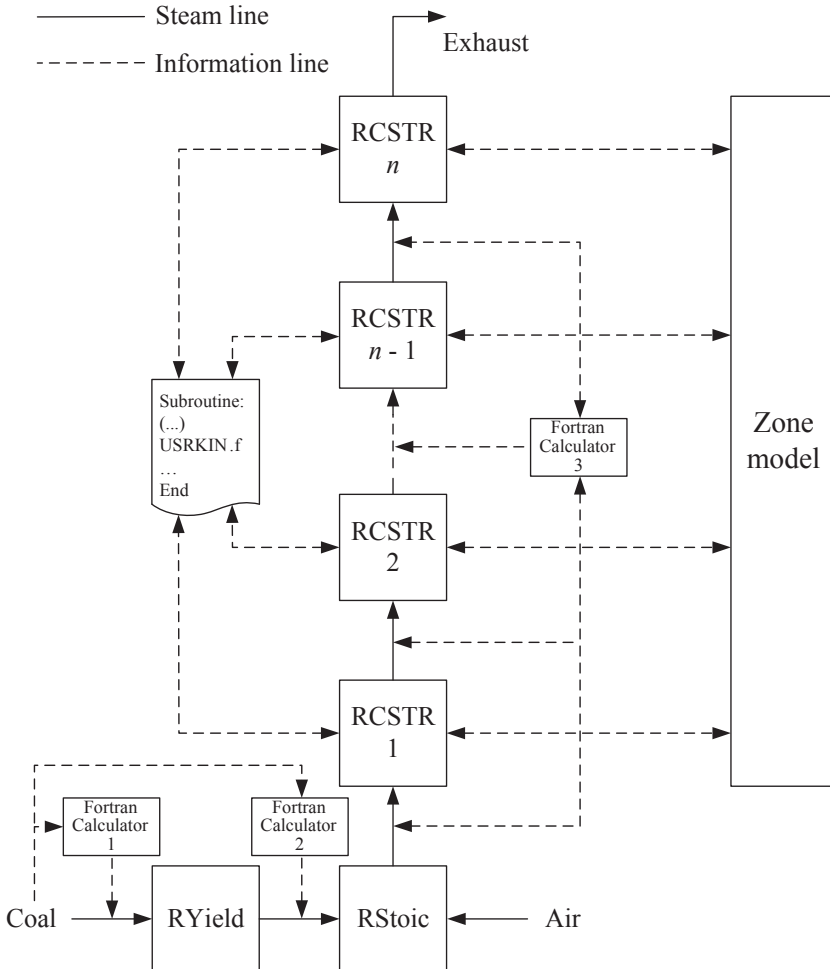 Steam line
Information line
Exhaust
RCSTR
n
RCSTR
n - 1
Subroutine:
(...)
USRKIN.f
...
End
Fortran
Calculator
3
Zone
model
RCSTR
2
RCSTR
1
Fortran
Calculator
1
Fortran
Calculator
2
Coal
RYield
RStoic
Air